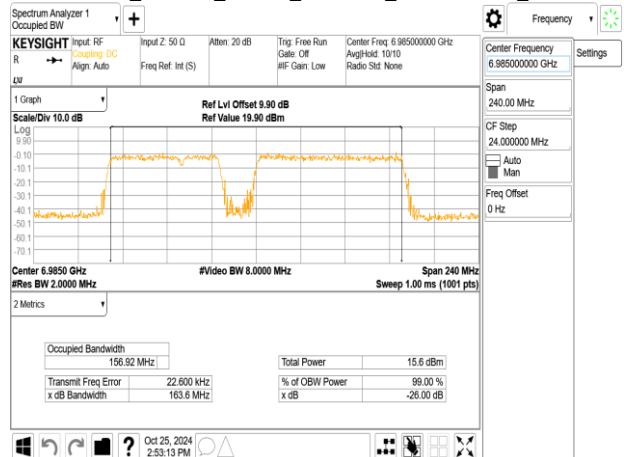 Spectrum Analyzer 1
Occupied BW
Frequency
KEYSIGHT
R
LXI
Input: RF
Coupling: DC
Align: Auto
Input Z: 50 Ω
Freq Ref: Int (S)
Atten: 20 dB
Trig: Free Run
Gate: Off
#IF Gain: Low
Center Freq: 6.985000000 GHz
Avg|Hold: 10/10
Radio Std: None
Center Frequency
6.985000000 GHz
Settings
Span
240.00 MHz
CF Step
24.000000 MHz
Auto
Man
Freq Offset
0 Hz
1 Graph
Scale/Div 10.0 dB
Ref Lvl Offset 9.90 dB
Ref Value 19.90 dBm
Log
9.90
-0.10
-10.1
-20.1
-30.1
-40.1
-50.1
-60.1
-70.1
Center 6.9850 GHz
#Video BW 8.0000 MHz
Span 240 MHz
#Res BW 2.0000 MHz
Sweep 1.00 ms (1001 pts)
2 Metrics
Occupied Bandwidth
156.92 MHz
Total Power 15.6 dBm
Transmit Freq Error 22.600 kHz
% of OBW Power 99.00 %
x dB Bandwidth 163.6 MHz
x dB -26.00 dB
?
Oct 25, 2024
2:53:13 PM